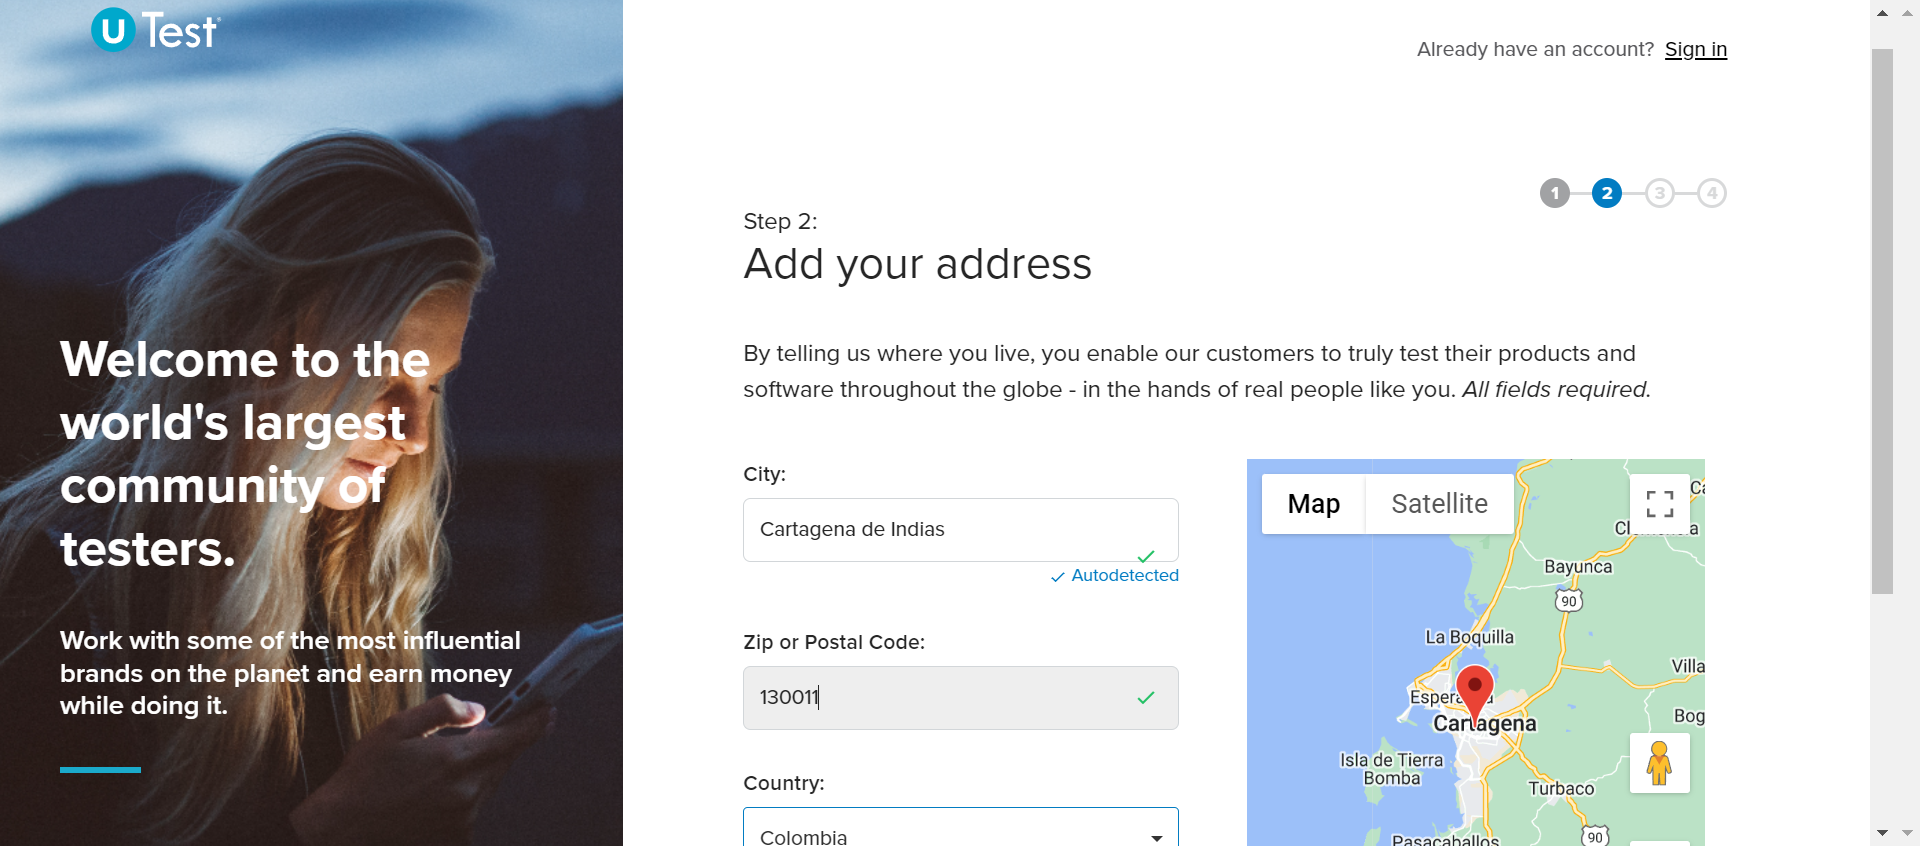 U Test
Already have an account? Sign in
1 2 3 4
Step 2:
Add your address
By telling us where you live, you enable our customers to truly test their products and
software throughout the globe - in the hands of real people like you. All fields required.
Welcome to the
world's largest
community of
testers.
Work with some of the most influential
brands on the planet and earn money
while doing it.
City:
Cartagena de Indias
Autodetected
Zip or Postal Code:
130011
Country:
Colombia
Map Satellite
Bayunca
90
La Boquilla
Villa
Cartagena
Bog
Isla de Tierra
Bomba
Turbaco
90
Pasacaballos